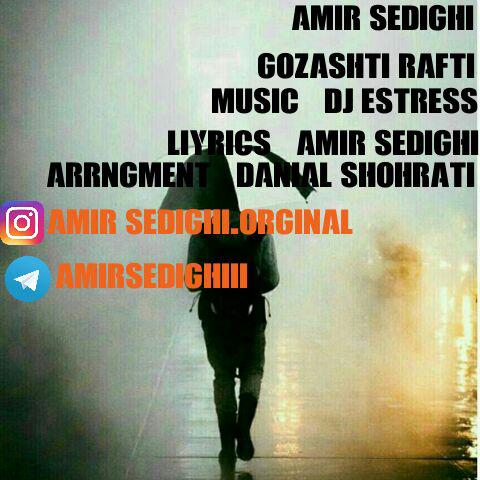 AMIR SEDIGHI
GOZASHTI RAFTI
MUSIC DJ ESTRESS
LIYRICS AMIR SEDIGHI
ARRNGMENT DANIAL SHOHRATI
AMIR SEDIGHI.ORGINAL
AMIRSEDIGHIII